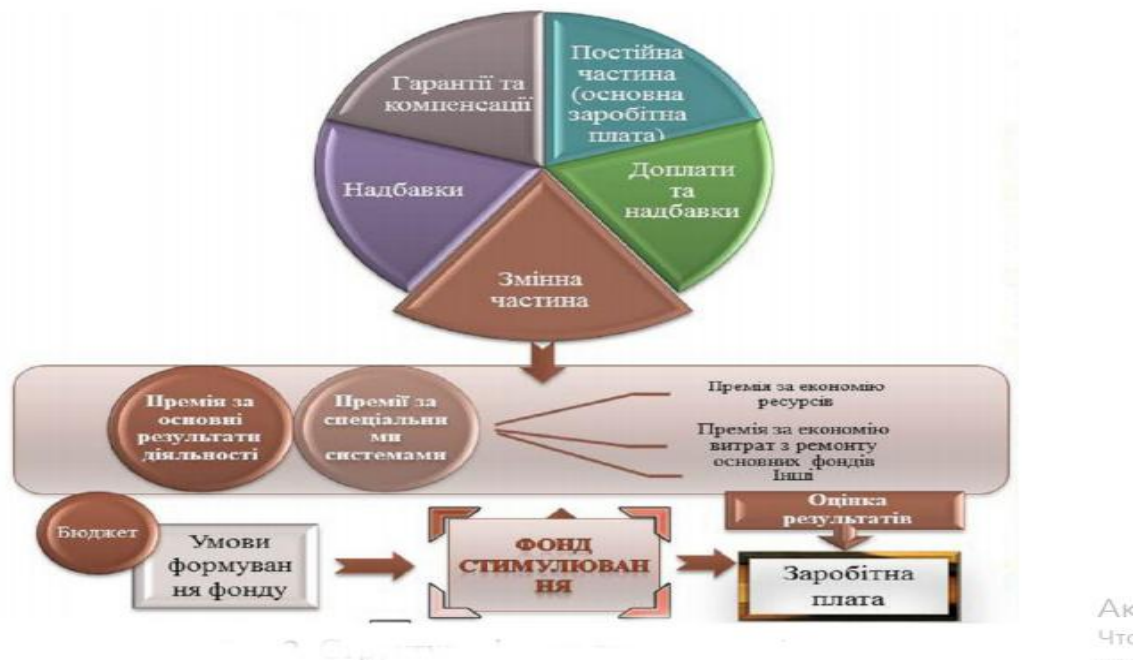 Гарантії та
компенсації
Постійна
частина
(основна
заробітна
плата)
Надбавки
Доплати
та
надбавки
Змінна
частина
Премія за
основні
результати
діяльності
Премії за
спеціальни
ми
системами
Премія за економію
ресурсів
Премія за економію
витрат з ремонту
основних фондів
Інші
Бюджет
Умови
формуван
ня фонду
ФОНД
СТИМУЛЮВАН
НЯ
Оцінка
результатів
Заробітна
плата